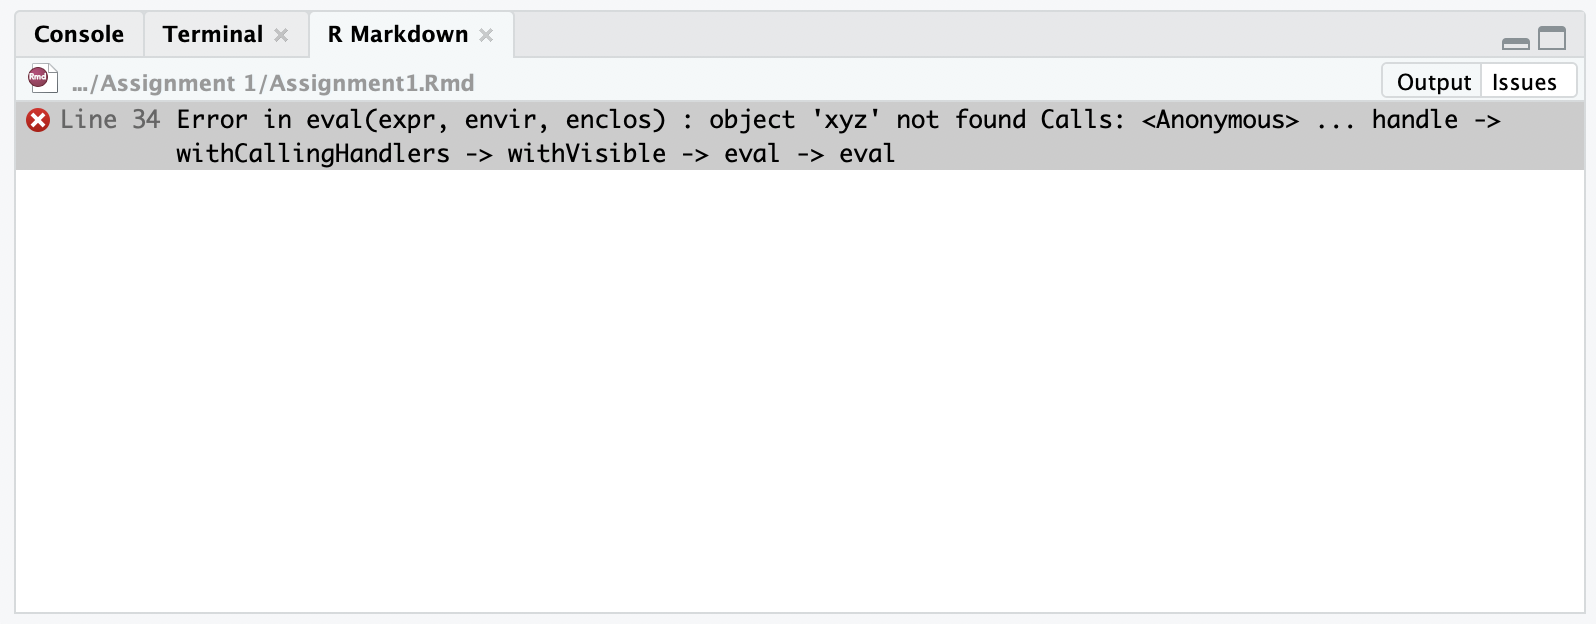 Console Terminal R Markdown
Rmd .../Assignment 1/Assignment1.Rmd Output Issues
Line 34 Error in eval(expr, envir, enclos) : object 'xyz' not found Calls: <Anonymous> ... handle ->
withCallingHandlers -> withVisible -> eval -> eval